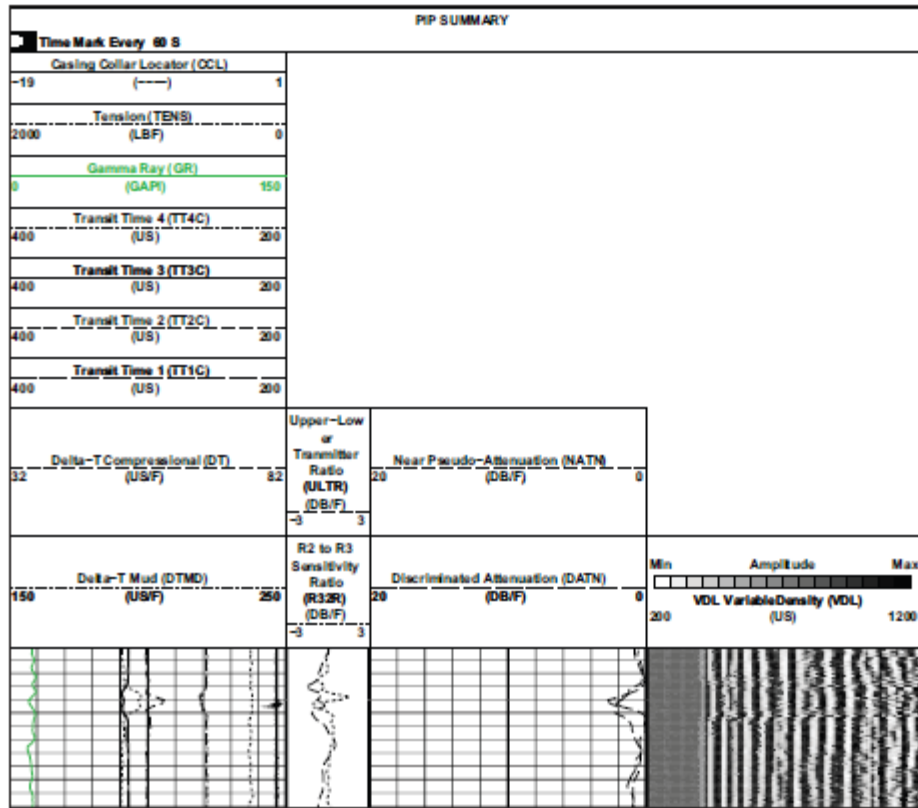 PIP SUMMARY
Time Mark Every 60 S
Casing Collar Locator (CCL)
-19 (----) 1
Tension (TENS)
2000 (LBF) 0
Gamma Ray (GR)
0 (GAPI) 150
Transit Time 4 (TT4C)
400 (US) 200
Transit Time 3 (TT3C)
400 (US) 200
Transit Time 2 (TT2C)
400 (US) 200
Transit Time 1 (TT1C)
400 (US) 200
Delta-T Compressional (DT)
32 (US/F) 82
Upper-Low
er
Tranmitter
Ratio
(ULTR)
(DB/F)
-3 3
Near Pseudo-Attenuation (NATN)
20 (DB/F) 0
Delta-T Mud (DTMD)
150 (US/F) 250
R2 to R3
Sensitivity
Ratio
(R32R)
(DB/F)
-3 3
Discriminated Attenuation (DATN)
20 (DB/F) 0
Min Amplitude Max
VDL VariableDensity (VDL)
200 (US) 1200